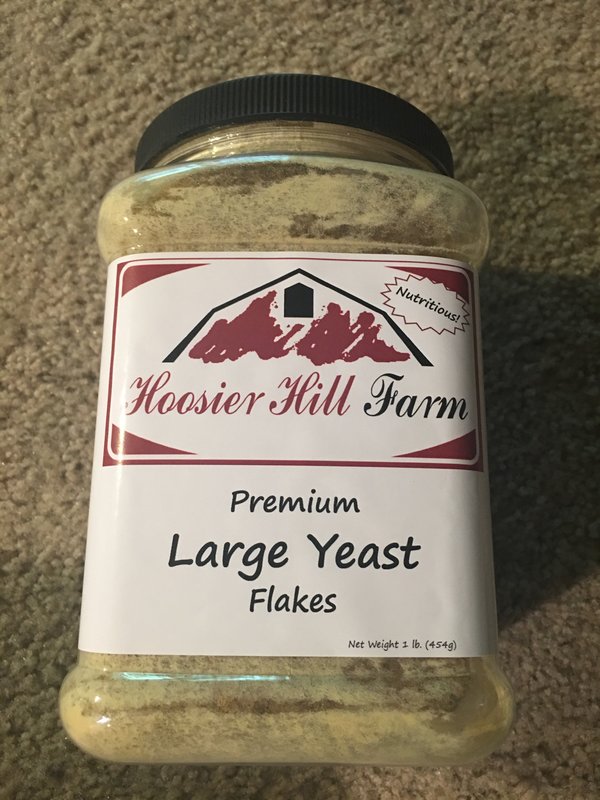 Nutritious!
Hoosier Hill Farm
Premium
Large Yeast
Flakes
Net Weight 1 lb. (454g)